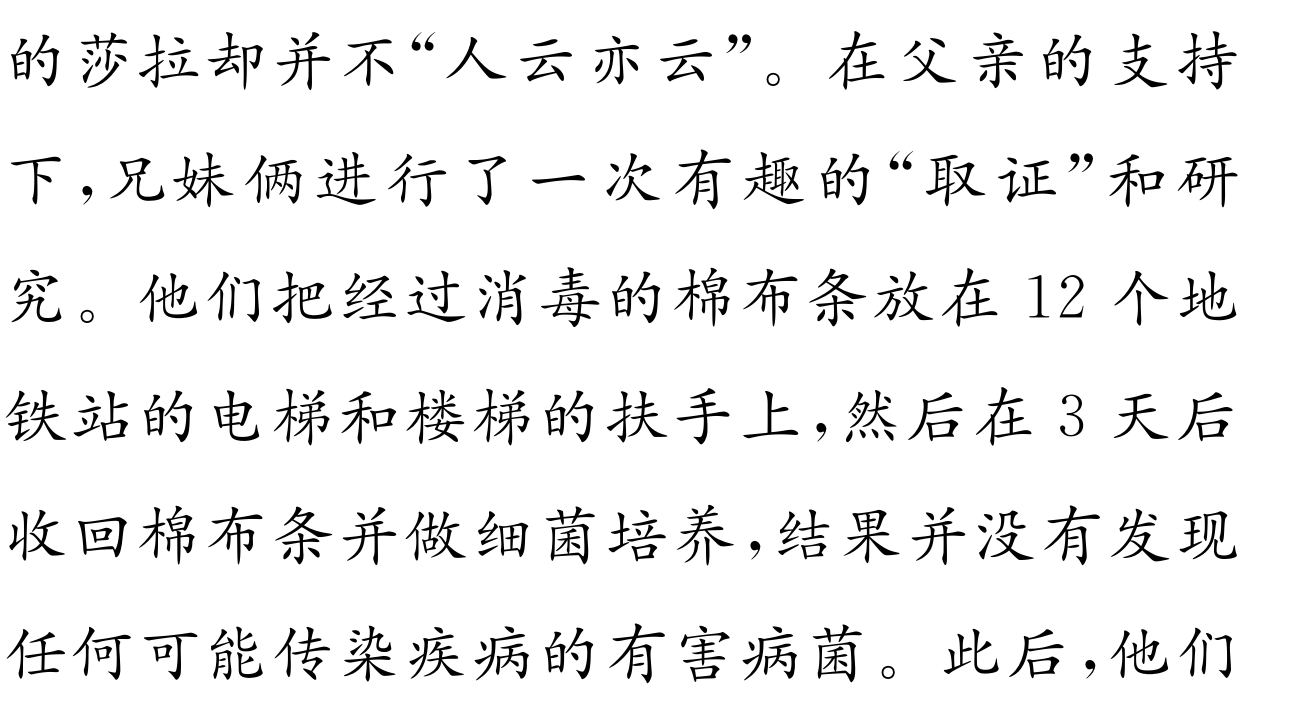 的莎拉却并不“人云亦云”。在父亲的支持
下,兄妹俩进行了一次有趣的“取证”和研
究。他们把经过消毒的棉布条放在 12 个地
铁站的电梯和楼梯的扶手上,然后在 3 天后
收回棉布条并做细菌培养,结果并没有发现
任何可能传染疾病的有害病菌。此后,他们